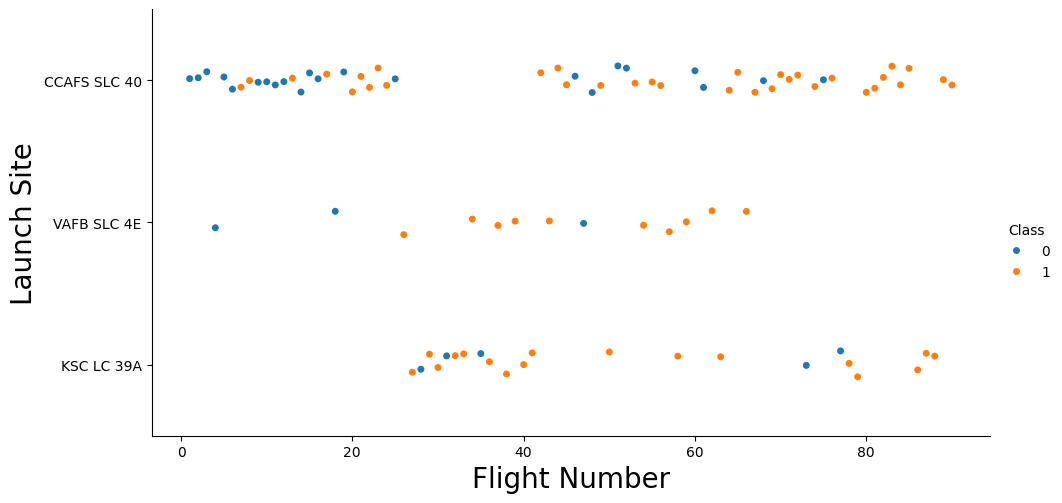 Launch Site
CCAFS SLC 40
VAFB SLC 4E
KSC LC 39A
0
20
40
60
80
Flight Number
Class
0
1